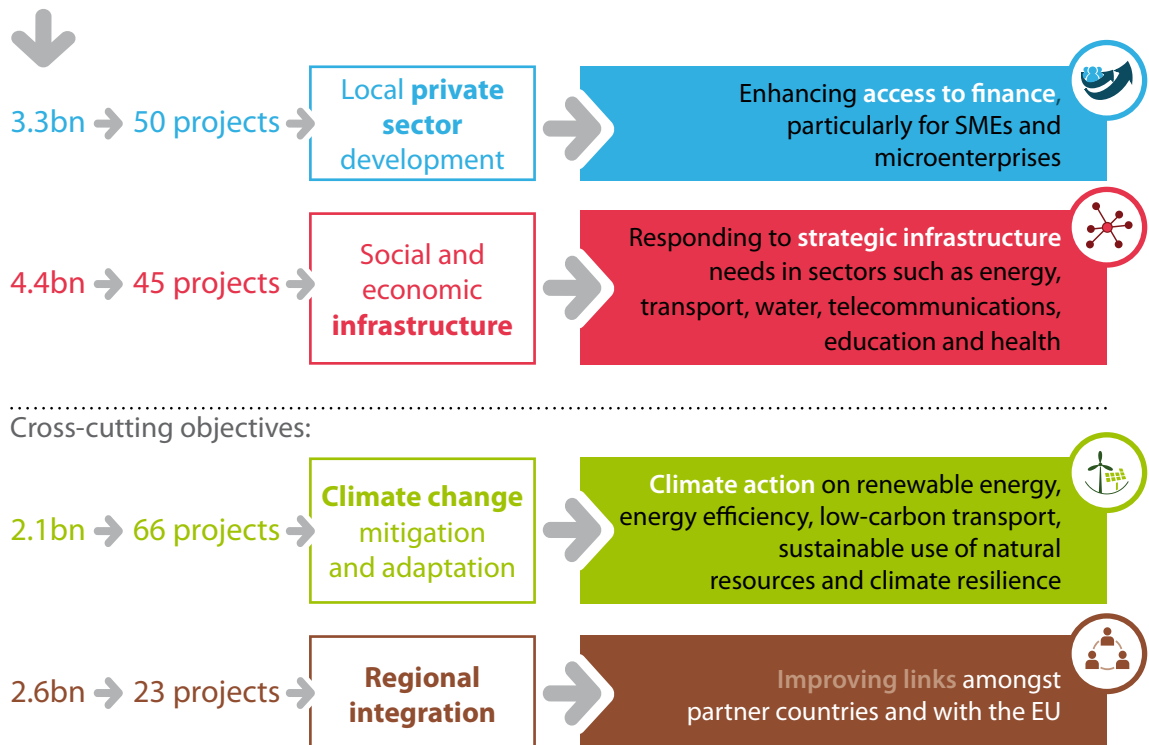 3.3bn
50 projects
Local private
sector
development
Enhancing access to finance,
particularly for SMEs and
microenterprises
4.4bn
45 projects
Social and
economic
infrastructure
Responding to strategic infrastructure
needs in sectors such as energy,
transport, water, telecommunications,
education and health
Cross-cutting objectives:
2.1bn
66 projects
Climate change
mitigation
and adaptation
Climate action on renewable energy,
energy efficiency, low-carbon transport,
sustainable use of natural
resources and climate resilience
2.6bn
23 projects
Regional
integration
Improving links amongst
partner countries and with the EU